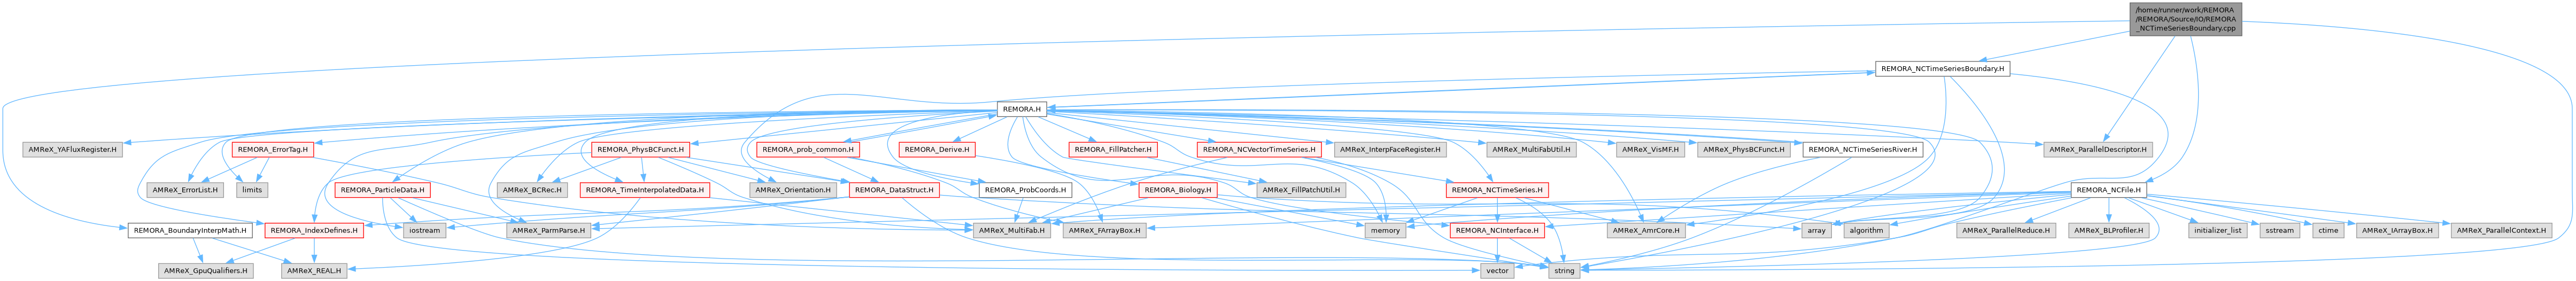 /home/runner/work/REMORA
/REMORA/Source/IO/REMORA
_NCTimeSeriesBoundary.cpp
REMORA_NCTimeSeriesBoundary.H
REMORA.H
AMReX_YAFluxRegister.H
REMORA_ErrorTag.H
REMORA_PhysBCFunct.H
REMORA_prob_common.H
REMORA_Derive.H
REMORA_FillPatcher.H
REMORA_NCVectorTimeSeries.H
AMReX_InterpFaceRegister.H
AMReX_MultiFabUtil.H
AMReX_VisMF.H
AMReX_PhysBCFunct.H
REMORA_NCTimeSeriesRiver.H
AMReX_ParallelDescriptor.H
AMReX_ErrorList.H
limits
REMORA_ParticleData.H
AMReX_BCRec.H
REMORA_TimeInterpolatedData.H
AMReX_Orientation.H
REMORA_DataStruct.H
REMORA_ProbCoords.H
REMORA_Biology.H
AMReX_FillPatchUtil.H
REMORA_NCTimeSeries.H
REMORA_NCFile.H
REMORA_BoundaryInterpMath.H
REMORA_IndexDefines.H
iostream
AMReX_ParmParse.H
AMReX_MultiFab.H
AMReX_FArrayBox.H
memory
REMORA_NCInterface.H
AMReX_AmrCore.H
array
algorithm
AMReX_ParallelReduce.H
AMReX_BLProfiler.H
initializer_list
sstream
ctime
AMReX_IArrayBox.H
AMReX_ParallelContext.H
AMReX_GpuQualifiers.H
AMReX_REAL.H
vector
string